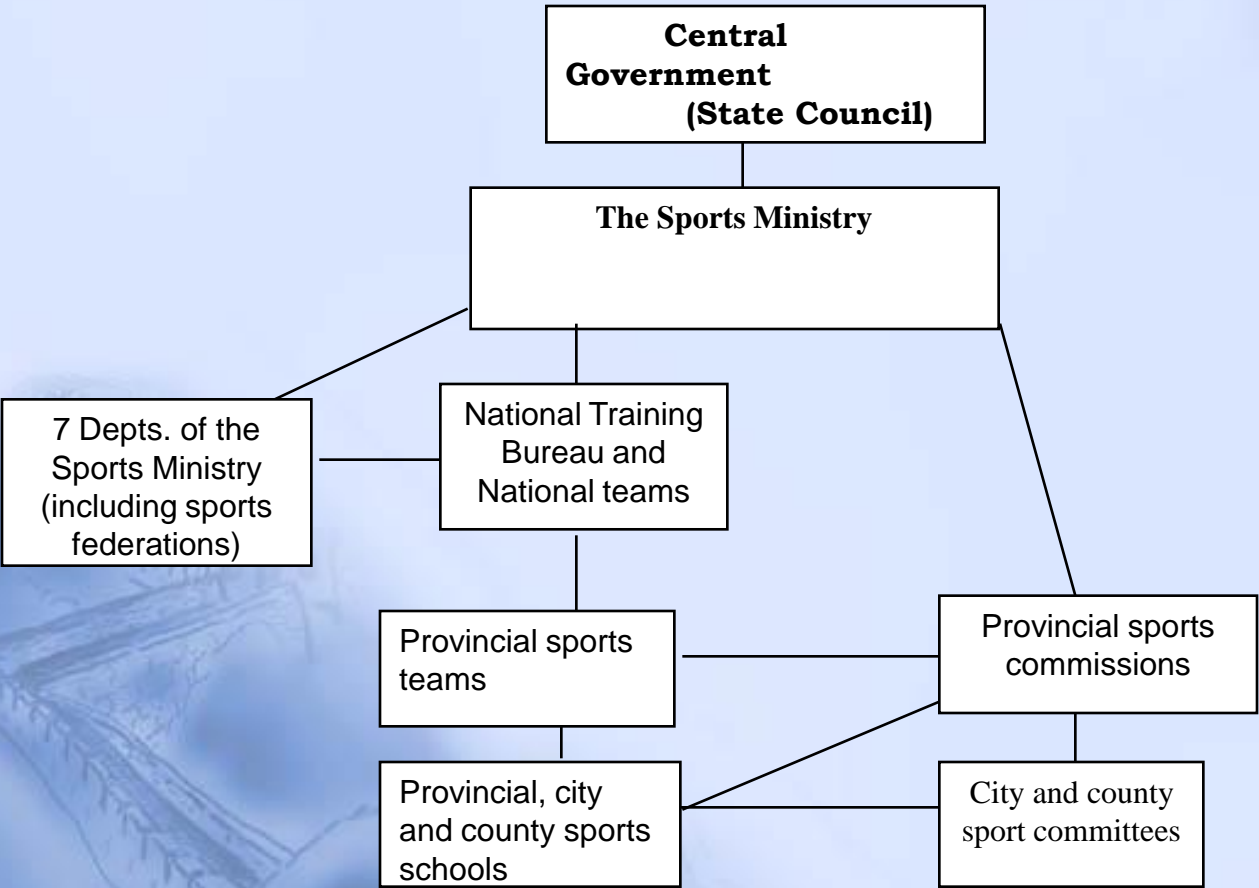 Central
Government
(State Council)
The Sports Ministry
7 Depts. of the
Sports Ministry
(including sports
federations)
National Training
Bureau and
National teams
Provincial sports
teams
Provincial sports
commissions
Provincial, city
and county sports
schools
City and county
sport committees